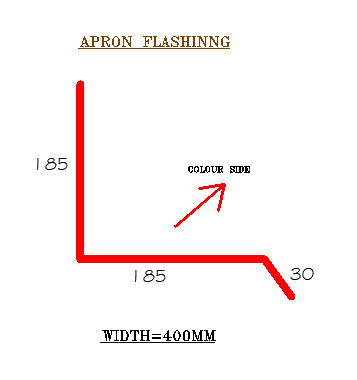 APRON FLASHINNG
185
COLOUR SIDE
185
30
WIDTH=400MM